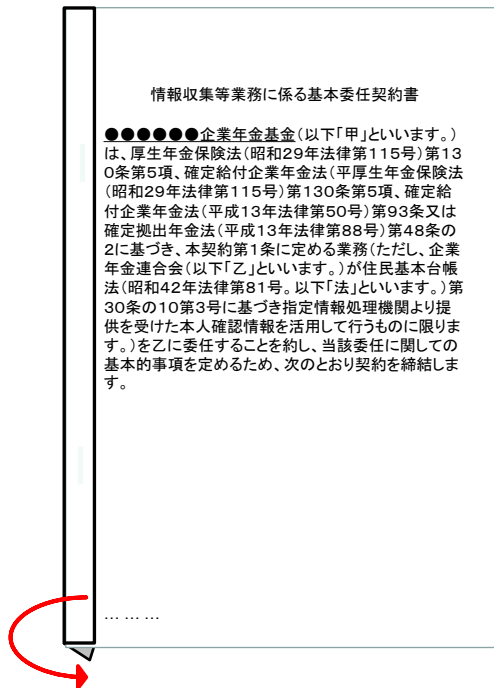 情報収集等業務に係る基本委任契約書
●●●●●●企業年金基金(以下「甲」といいます。)
は、厚生年金保険法(昭和29年法律第115号)第13
0条第5項、確定給付企業年金法(平厚生年金保険法
(昭和29年法律第115号)第130条第5項、確定給
付企業年金法(平成13年法律第50号)第93条又は
確定拠出年金法(平成13年法律第88号)第48条の
2に基づき、本契約第1条に定める業務(ただし、企業
年金連合会(以下「乙」といいます。)が住民基本台帳
法(昭和42年法律第81号。以下「法」といいます。)第
30条の10第3号に基づき指定情報処理機関より提
供を受けた本人確認情報を活用して行うものに限りま
す。)を乙に委任することを約し、当該委任に関しての
基本的事項を定めるため、次のとおり契約を締結しま
す。
… … …